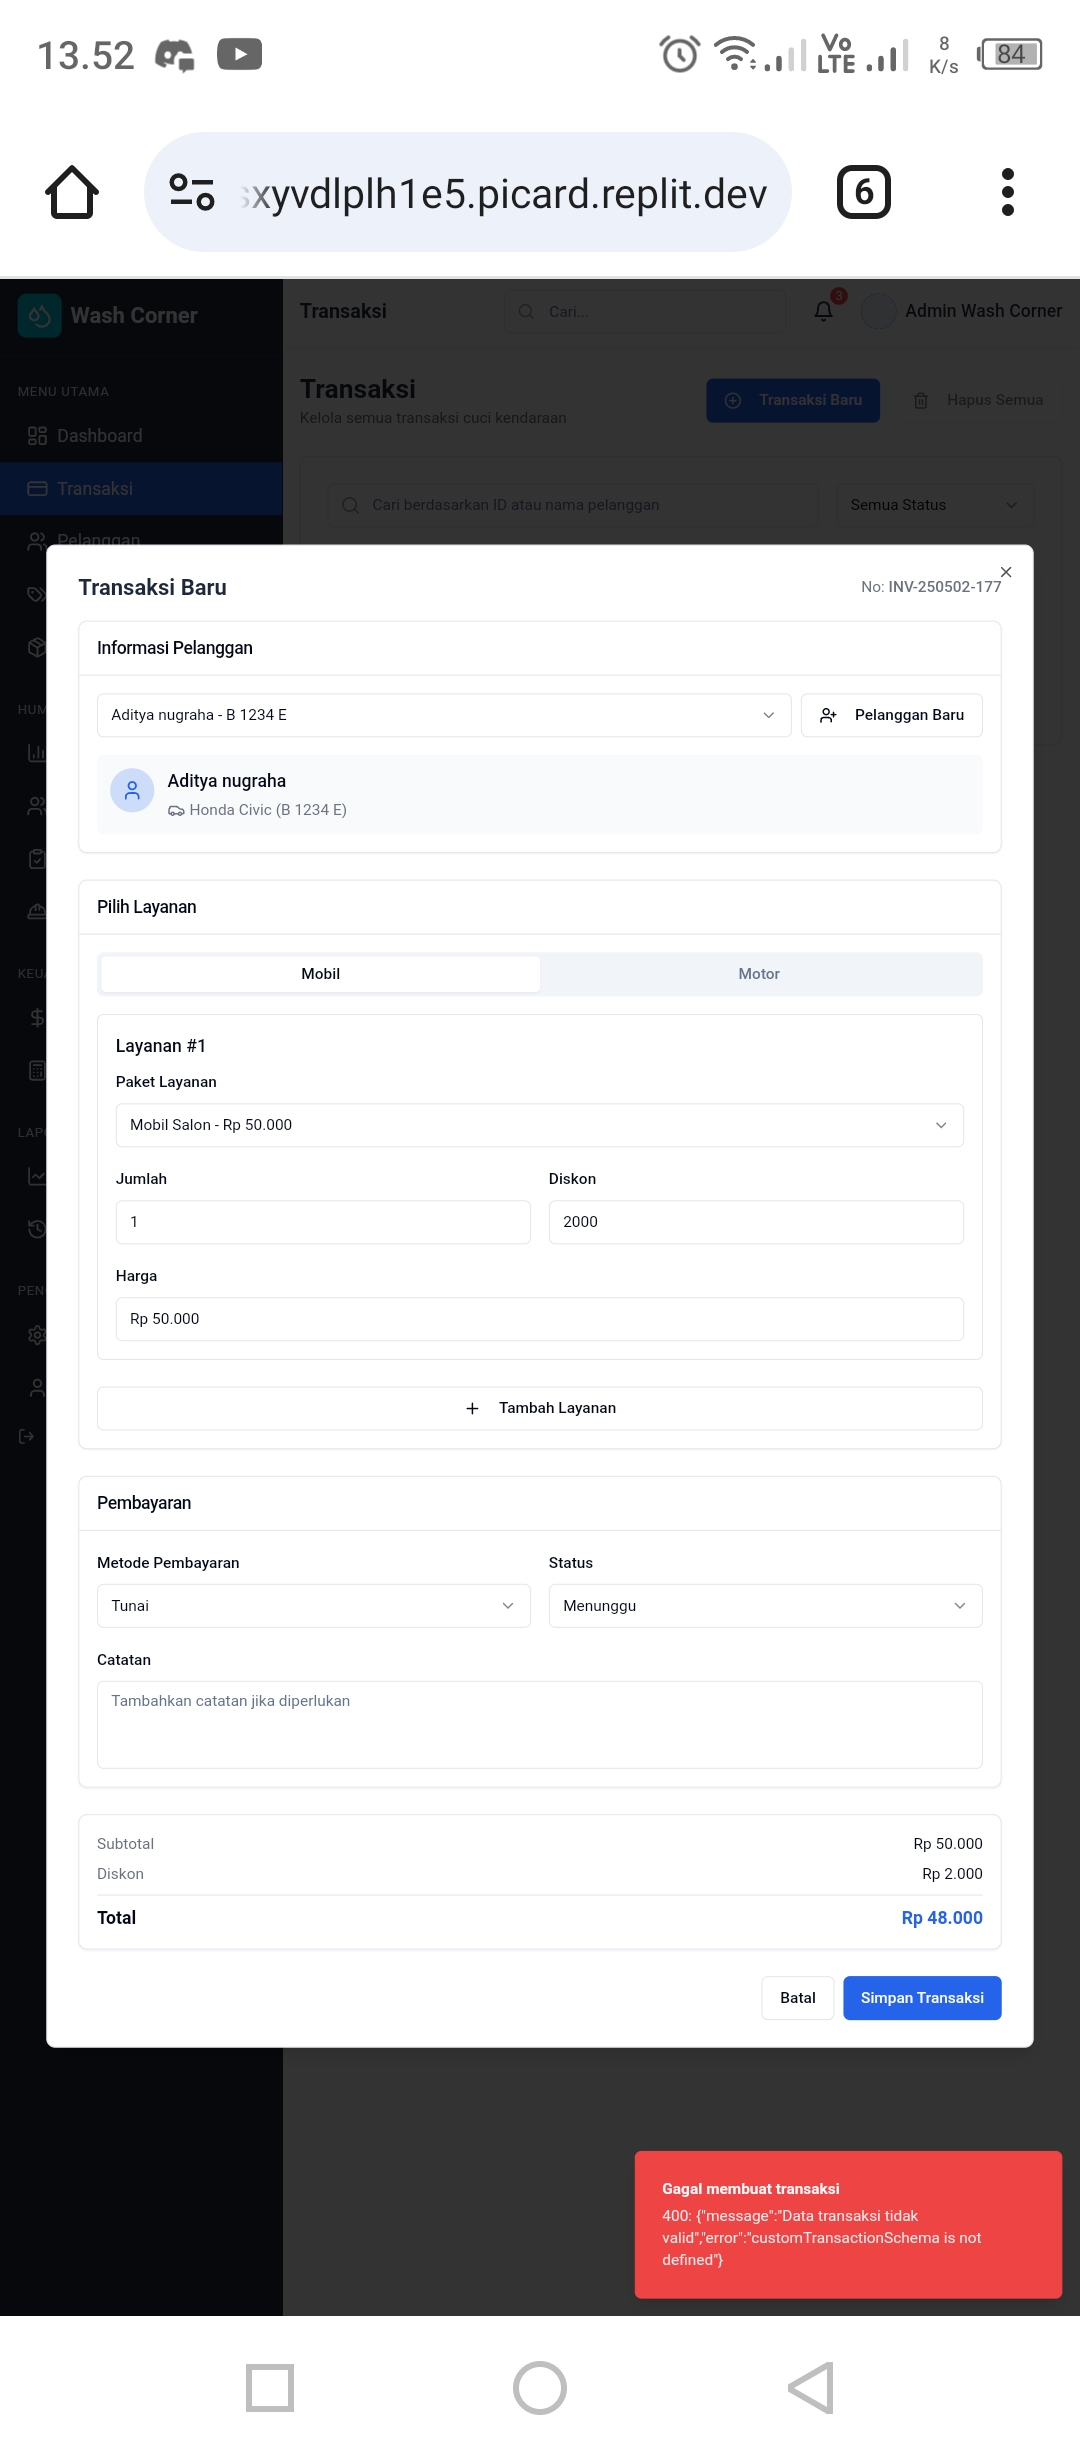 13.52
Vo LTE
8 K/s
84
sxyvdlplh1e5.picard.replit.dev
6
Wash Corner
Transaksi
Cari...
3
Admin Wash Corner
MENU UTAMA
Dashboard
Transaksi
Pelanggan
Transaksi
Kelola semua transaksi cuci kendaraan
Transaksi Baru
Hapus Semua
Cari berdasarkan ID atau nama pelanggan
Semua Status
HUM
KEUA
LAPO
PEN
Transaksi Baru
No: INV-250502-177
Informasi Pelanggan
Aditya nugraha - B 1234 E
Pelanggan Baru
Aditya nugraha
Honda Civic (B 1234 E)
Pilih Layanan
Mobil
Motor
Layanan #1
Paket Layanan
Mobil Salon - Rp 50.000
Jumlah
Diskon
1
2000
Harga
Rp 50.000
Tambah Layanan
Pembayaran
Metode Pembayaran
Status
Tunai
Menunggu
Catatan
Tambahkan catatan jika diperlukan
Subtotal
Rp 50.000
Diskon
Rp 2.000
Total
Rp 48.000
Batal
Simpan Transaksi
Gagal membuat transaksi
400: {"message":"Data transaksi tidak
valid","error":"customTransactionSchema is not
defined"}